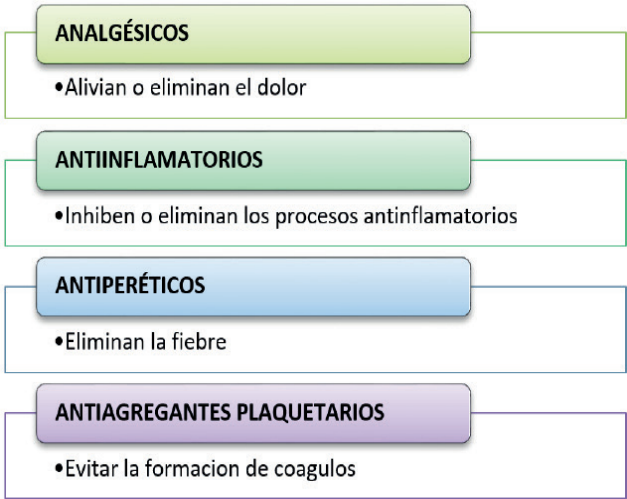 ANALGÉSICOS
•Alivian o eliminan el dolor
ANTIINFLAMATORIOS
•Inhiben o eliminan los procesos antinflamatorios
ANTIPERÉTICOS
•Eliminan la fiebre
ANTIAGREGANTES PLAQUETARIOS
•Evitar la formacion de coagulos